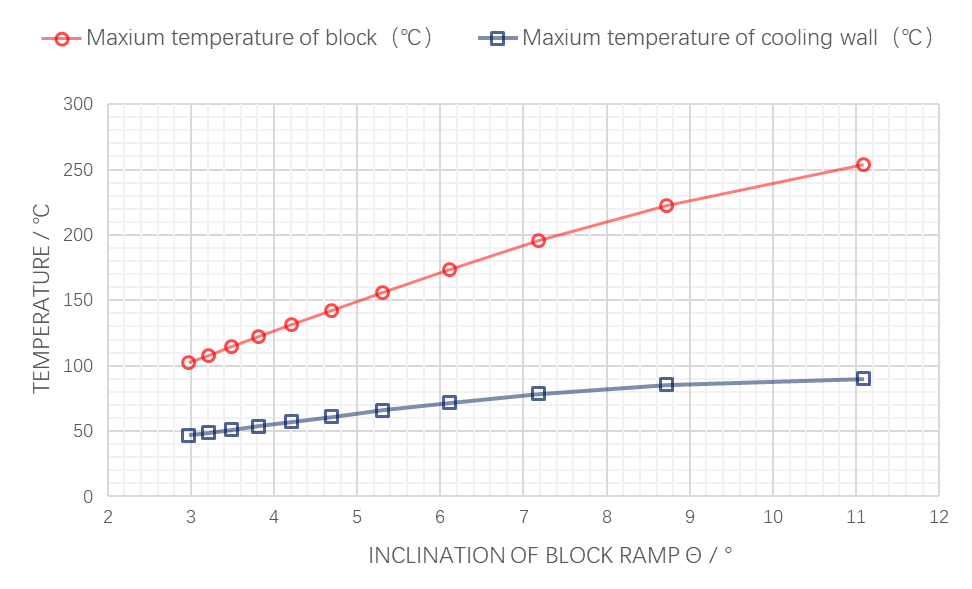 Maxium temperature of block（℃） Maxium temperature of cooling wall（℃）
300
250
200
150
100
50
0
TEMPERATURE / ℃
2 3 4 5 6 7 8 9 10 11 12
INCLINATION OF BLOCK RAMP Θ / °